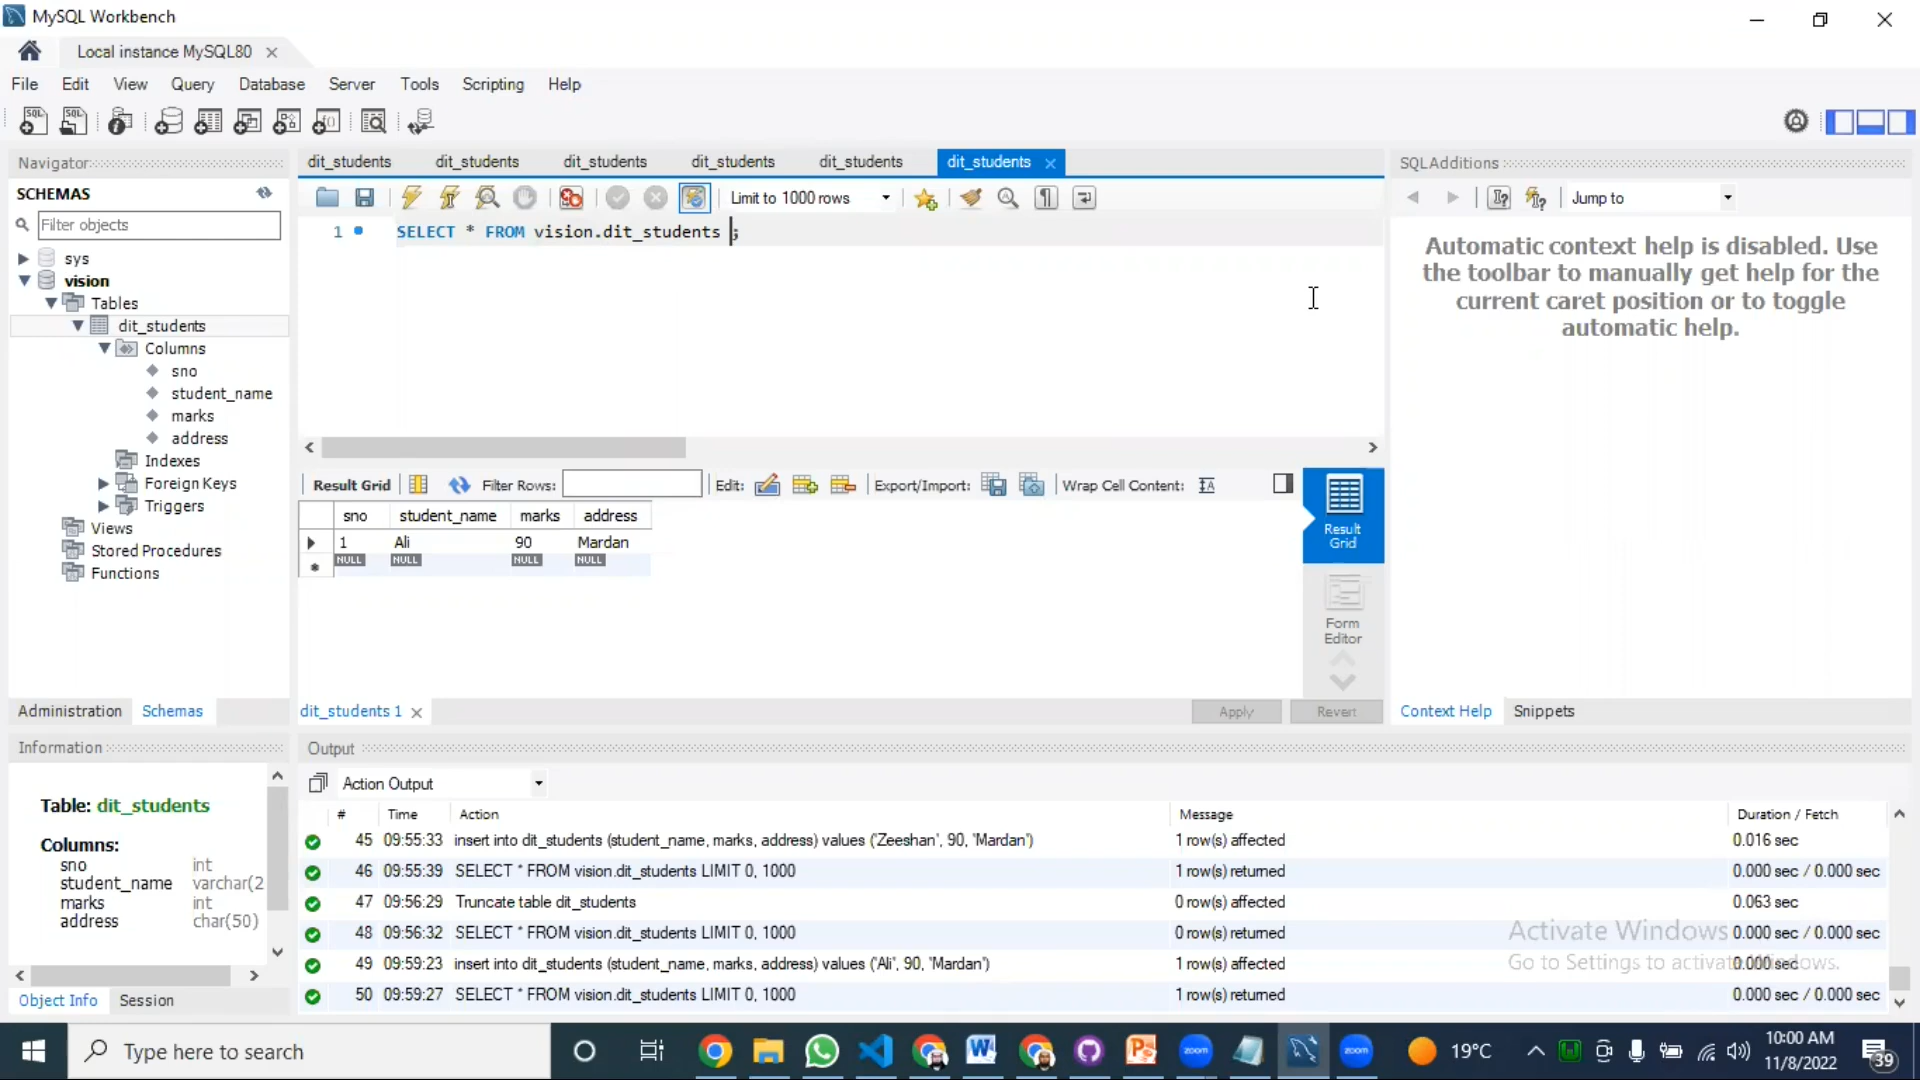 MySQL Workbench
Local instance MySQL80
File Edit View Query Database Server Tools Scripting Help
Navigator
SCHEMAS
Filter objects
sys
vision
Tables
dit_students
Columns
sno
student_name
marks
address
Indexes
Foreign Keys
Triggers
Views
Stored Procedures
Functions
Administration Schemas
dit_students dit_students dit_students dit_students dit_students dit_students
Limit to 1000 rows
1 SELECT * FROM vision.dit_students ;
Result Grid Filter Rows: Edit: Export/Import: Wrap Cell Content:
sno student_name marks address
1 Ali 90 Mardan
NULL NULL NULL NULL
Result
Grid
Form
Editor
dit_students 1 Apply Revert
SQLAdditions
Jump to
Automatic context help is disabled. Use
the toolbar to manually get help for the
current caret position or to toggle
automatic help.
Context Help Snippets
Information
Table: dit_students
Columns:
sno int
student_name varchar(2
marks int
address char(50)
Object Info Session
Output
Action Output
# Time Action Message Duration / Fetch
45 09:55:33 insert into dit_students (student_name, marks, address) values ('Zeeshan', 90, 'Mardan') 1 row(s) affected 0.016 sec
46 09:55:39 SELECT * FROM vision.dit_students LIMIT 0, 1000 1 row(s) returned 0.000 sec / 0.000 sec
47 09:56:29 Truncate table dit_students 0 row(s) affected 0.063 sec
48 09:56:32 SELECT * FROM vision.dit_students LIMIT 0, 1000 0 row(s) returned 0.000 sec / 0.000 sec
49 09:59:23 insert into dit_students (student_name, marks, address) values ('Ali', 90, 'Mardan') 1 row(s) affected 0.000 sec
50 09:59:27 SELECT * FROM vision.dit_students LIMIT 0, 1000 1 row(s) returned 0.000 sec / 0.000 sec
Activate Windows
Go to Settings to activate Windows.
Type here to search
zoom
zoom
19°C
10:00 AM
11/8/2022
39